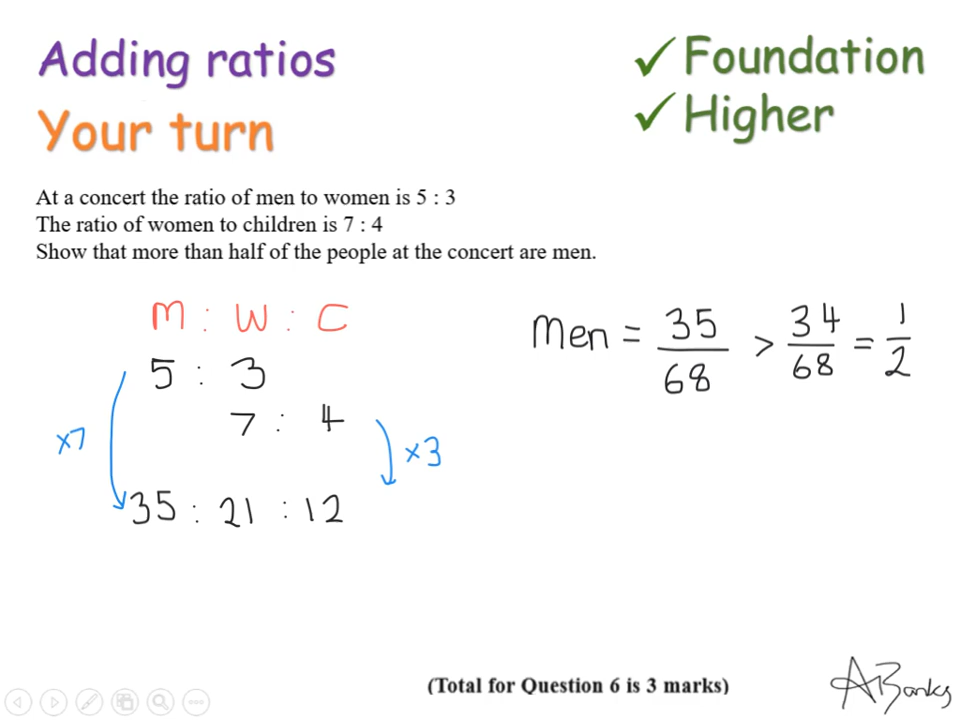 Adding ratios
Your turn
✓ Foundation
✓ Higher
At a concert the ratio of men to women is 5 : 3
The ratio of women to children is 7 : 4
Show that more than half of the people at the concert are men.
M : W : C
5 : 3
7 : 4
×7
×3
35 : 21 : 12
Men = 35/68 > 34/68 = 1/2
(Total for Question 6 is 3 marks)
A Banks